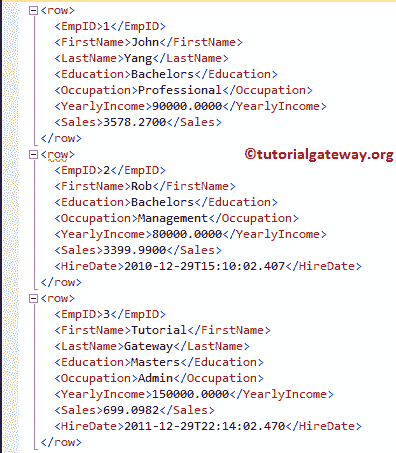 <row>
<EmpID>1</EmpID>
<FirstName>John</FirstName>
<LastName>Yang</LastName>
<Education>Bachelors</Education>
<Occupation>Professional</Occupation>
<YearlyIncome>90000.0000</YearlyIncome>
<Sales>3578.2700</Sales>
</row>
<row>
©tutorialgateway.org
<EmpID>2</EmpID>
<FirstName>Rob</FirstName>
<Education>Bachelors</Education>
<Occupation>Management</Occupation>
<YearlyIncome>80000.0000</YearlyIncome>
<Sales>3399.9900</Sales>
<HireDate>2010-12-29T15:10:02.407</HireDate>
</row>
<row>
<EmpID>3</EmpID>
<FirstName>Tutorial</FirstName>
<LastName>Gateway</LastName>
<Education>Masters</Education>
<Occupation>Admin</Occupation>
<YearlyIncome>150000.0000</YearlyIncome>
<Sales>699.0982</Sales>
<HireDate>2011-12-29T22:14:02.470</HireDate>
</row>